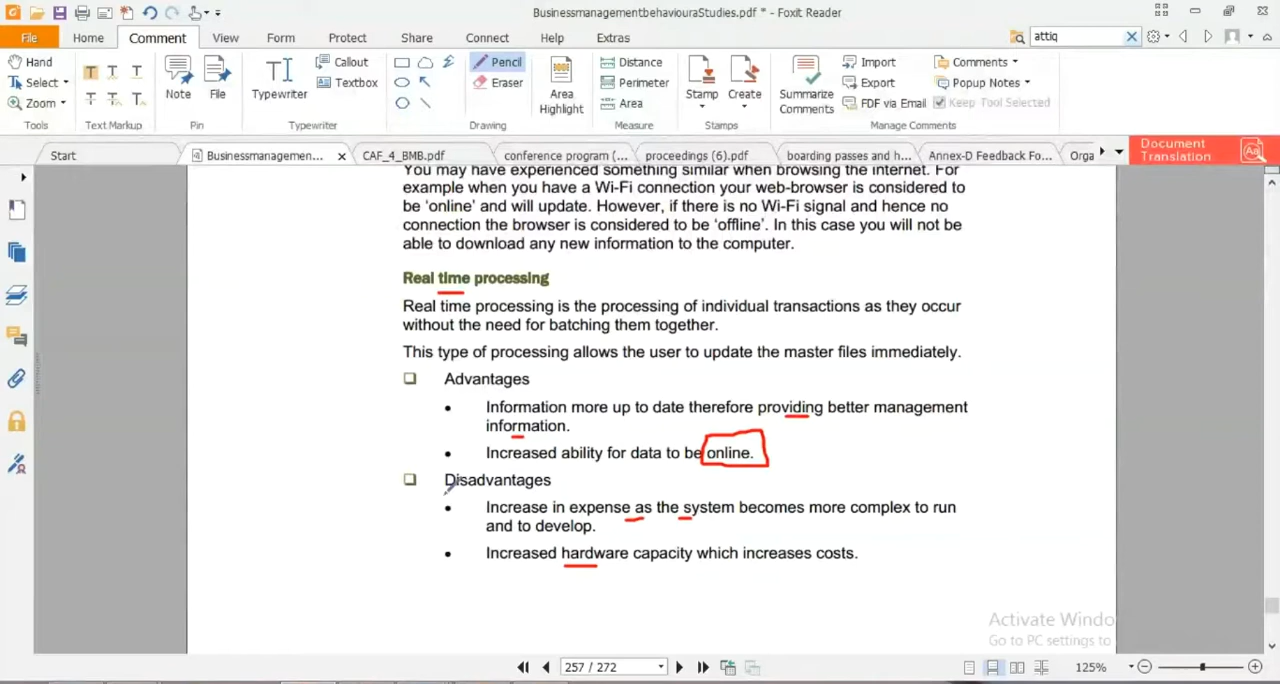 BusinessmanagementbehaviouraStudies.pdf * - Foxit Reader
File Home Comment View Form Protect Share Connect Help Extras attiq
Hand Select Zoom Tools
T T T T T T Text Markup
Note File Pin
Typewriter Callout Textbox Typewriter
Pencil Eraser Drawing
Area Highlight
Distance Perimeter Area Measure
Stamp Create Stamps
Summarize Comments Import Export FDF via Email Comments Popup Notes Keep Tool Selected Manage Comments
Start Businessmanagemen... CAF_4_BMB.pdf conference program (... proceedings (6).pdf boarding passes and h... Annex-D Feedback Fo... Orga Document Translation
You may have experienced something similar when browsing the internet. For
example when you have a Wi-Fi connection your web-browser is considered to
be ‘online’ and will update. However, if there is no Wi-Fi signal and hence no
connection the browser is considered to be ‘offline’. In this case you will not be
able to download any new information to the computer.
Real time processing
Real time processing is the processing of individual transactions as they occur
without the need for batching them together.
This type of processing allows the user to update the master files immediately.
Advantages
• Information more up to date therefore providing better management
information.
• Increased ability for data to be online.
Disadvantages
• Increase in expense as the system becomes more complex to run
and to develop.
• Increased hardware capacity which increases costs.
Activate Windo
Go to PC settings to
257 / 272 125%